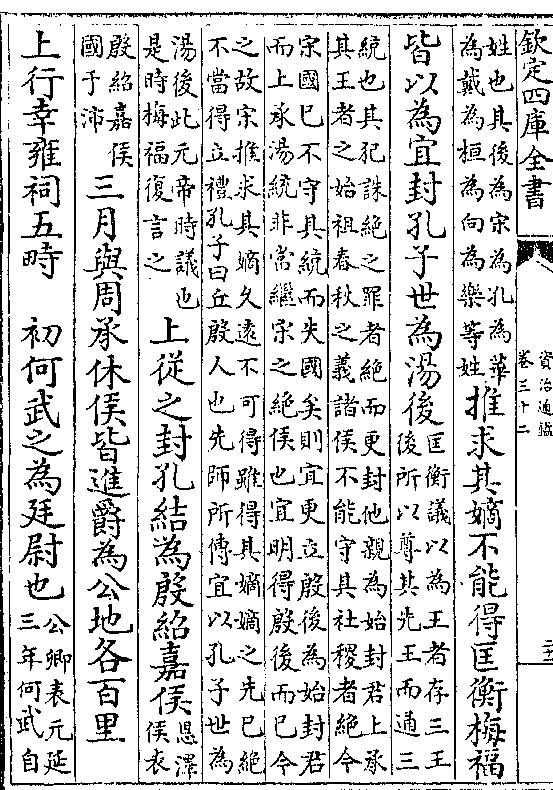 欽定四庫全書
資治通鑑
卷三十二
姓也其後為宋為孔為華
為戴為桓為向為樂等姓
推求其嫡不能得匡衡梅福
皆以為宜封孔子世為湯後
匡衡議以為王者存三王
後所以尊其先王而通三
統也其犯誅絕之罪者絕而更封他親為始封君上承
其王者之始祖春秋之義諸侯不能守其社稷者絕今
宋國已不守其統而失國矣則宜更立殷後為始封君
而上承湯統非常繼宋之絕侯也宜明得殷後而已今
之故宋推求其嫡久遠不可得雖得其嫡嫡之先已絕
不當得立禮孔子曰丘殷人也先師所傳宜以孔子世為
湯後此元帝時議也
是時梅福復言之
上從之封孔結為殷紹嘉侯
恩澤
侯表
殷紹嘉侯
國于沛
三月與周承休侯皆進爵為公地各百里
上行幸雍祠五時　初何武之為廷尉也
公卿表元延
三年何武自